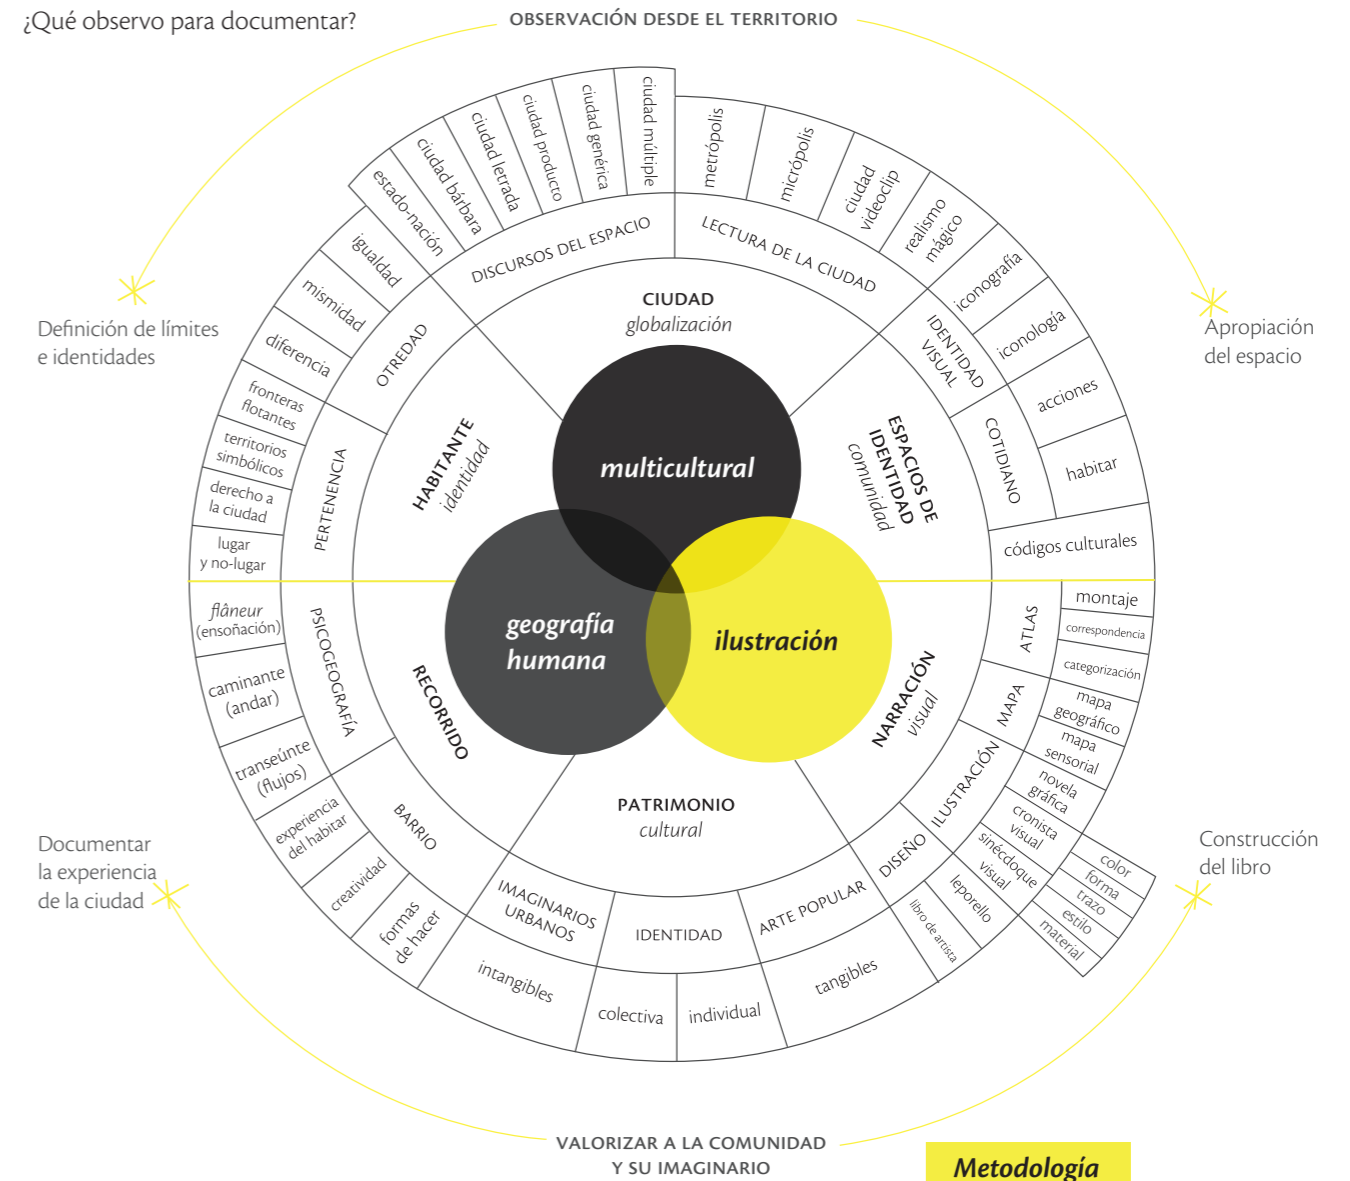 ¿Qué observo para documentar?
OBSERVACIÓN DESDE EL TERRITORIO
Definición de límites
e identidades
Apropiación
del espacio
Documentar
la experiencia
de la ciudad
Construcción
del libro
VALORIZAR A LA COMUNIDAD
Y SU IMAGINARIO
Metodología
multicultural
geografía
humana
ilustración
CIUDAD
globalización
DISCURSOS DEL ESPACIO
estado-nación
ciudad bárbara
ciudad letrada
ciudad producto
ciudad genérica
ciudad múltiple
LECTURA DE LA CIUDAD
metrópolis
micrópolis
ciudad
videoclip
realismo
mágico
ESPACIOS DE
IDENTIDAD
comunidad
IDENTIDAD
VISUAL
iconografía
iconología
COTIDIANO
acciones
habitar
códigos culturales
NARRACIÓN
visual
ATLAS
montaje
correspondencia
categorización
MAPA
mapa
geográfico
mapa
sensorial
ILUSTRACIÓN
novela
gráfica
cronista
visual
sinécdoque
visual
color
forma
trazo
estilo
material
DISEÑO
leporello
libro de artista
PATRIMONIO
cultural
ARTE POPULAR
tangibles
IDENTIDAD
individual
colectiva
IMAGINARIOS
URBANOS
intangibles
RECORRIDO
BARRIO
formas
de hacer
creatividad
experiencia
del habitar
PSICOGEOGRAFÍA
transeúnte
(flujos)
caminante
(andar)
flâneur
(ensoñación)
HABITANTE
identidad
PERTENENCIA
lugar
y no-lugar
derecho a
la ciudad
territorios
simbólicos
fronteras
flotantes
OTREDAD
diferencia
mismidad
igualdad